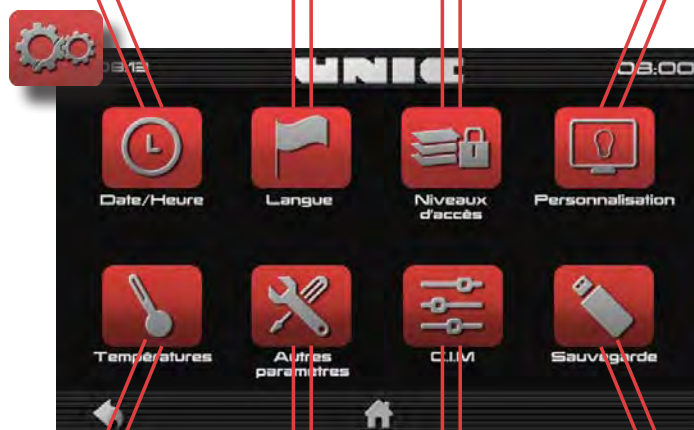 UNIC
08:00
Date/Heure
Langue
Niveaux
d'accès
Personnalisation
Températures
Autres
paramètres
C.I.M
Sauvegarde